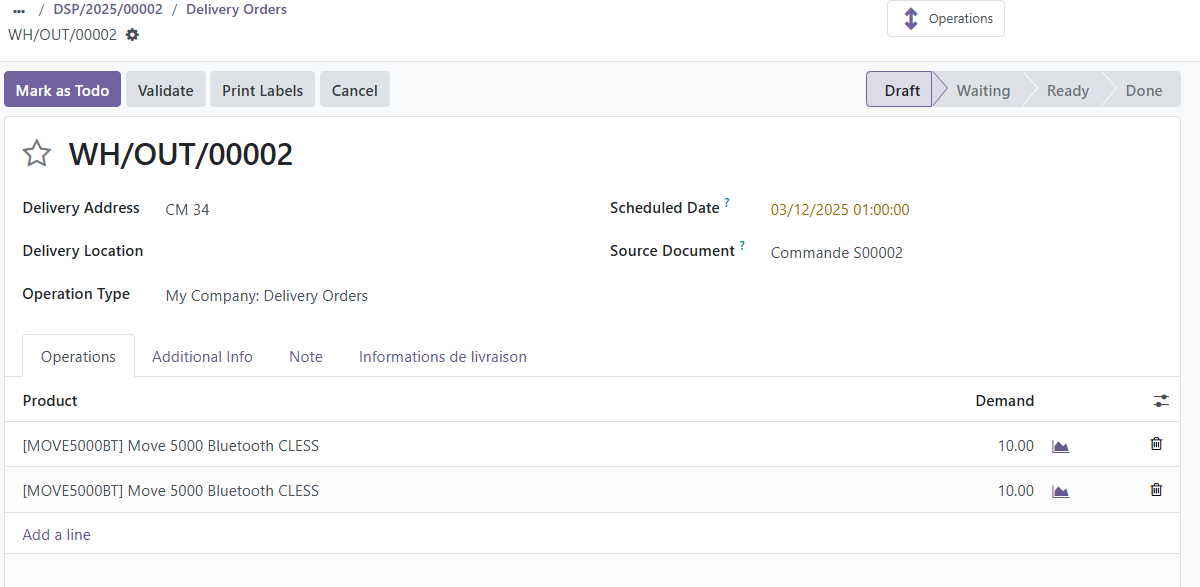 ... / DSP/2025/00002 / Delivery Orders
WH/OUT/00002
Operations
Mark as Todo Validate Print Labels Cancel
Draft Waiting Ready Done
WH/OUT/00002
Delivery Address CM 34
Scheduled Date ? 03/12/2025 01:00:00
Delivery Location
Source Document ? Commande S00002
Operation Type My Company: Delivery Orders
Operations Additional Info Note Informations de livraison
Product Demand
[MOVE5000BT] Move 5000 Bluetooth CLESS 10.00
[MOVE5000BT] Move 5000 Bluetooth CLESS 10.00
Add a line